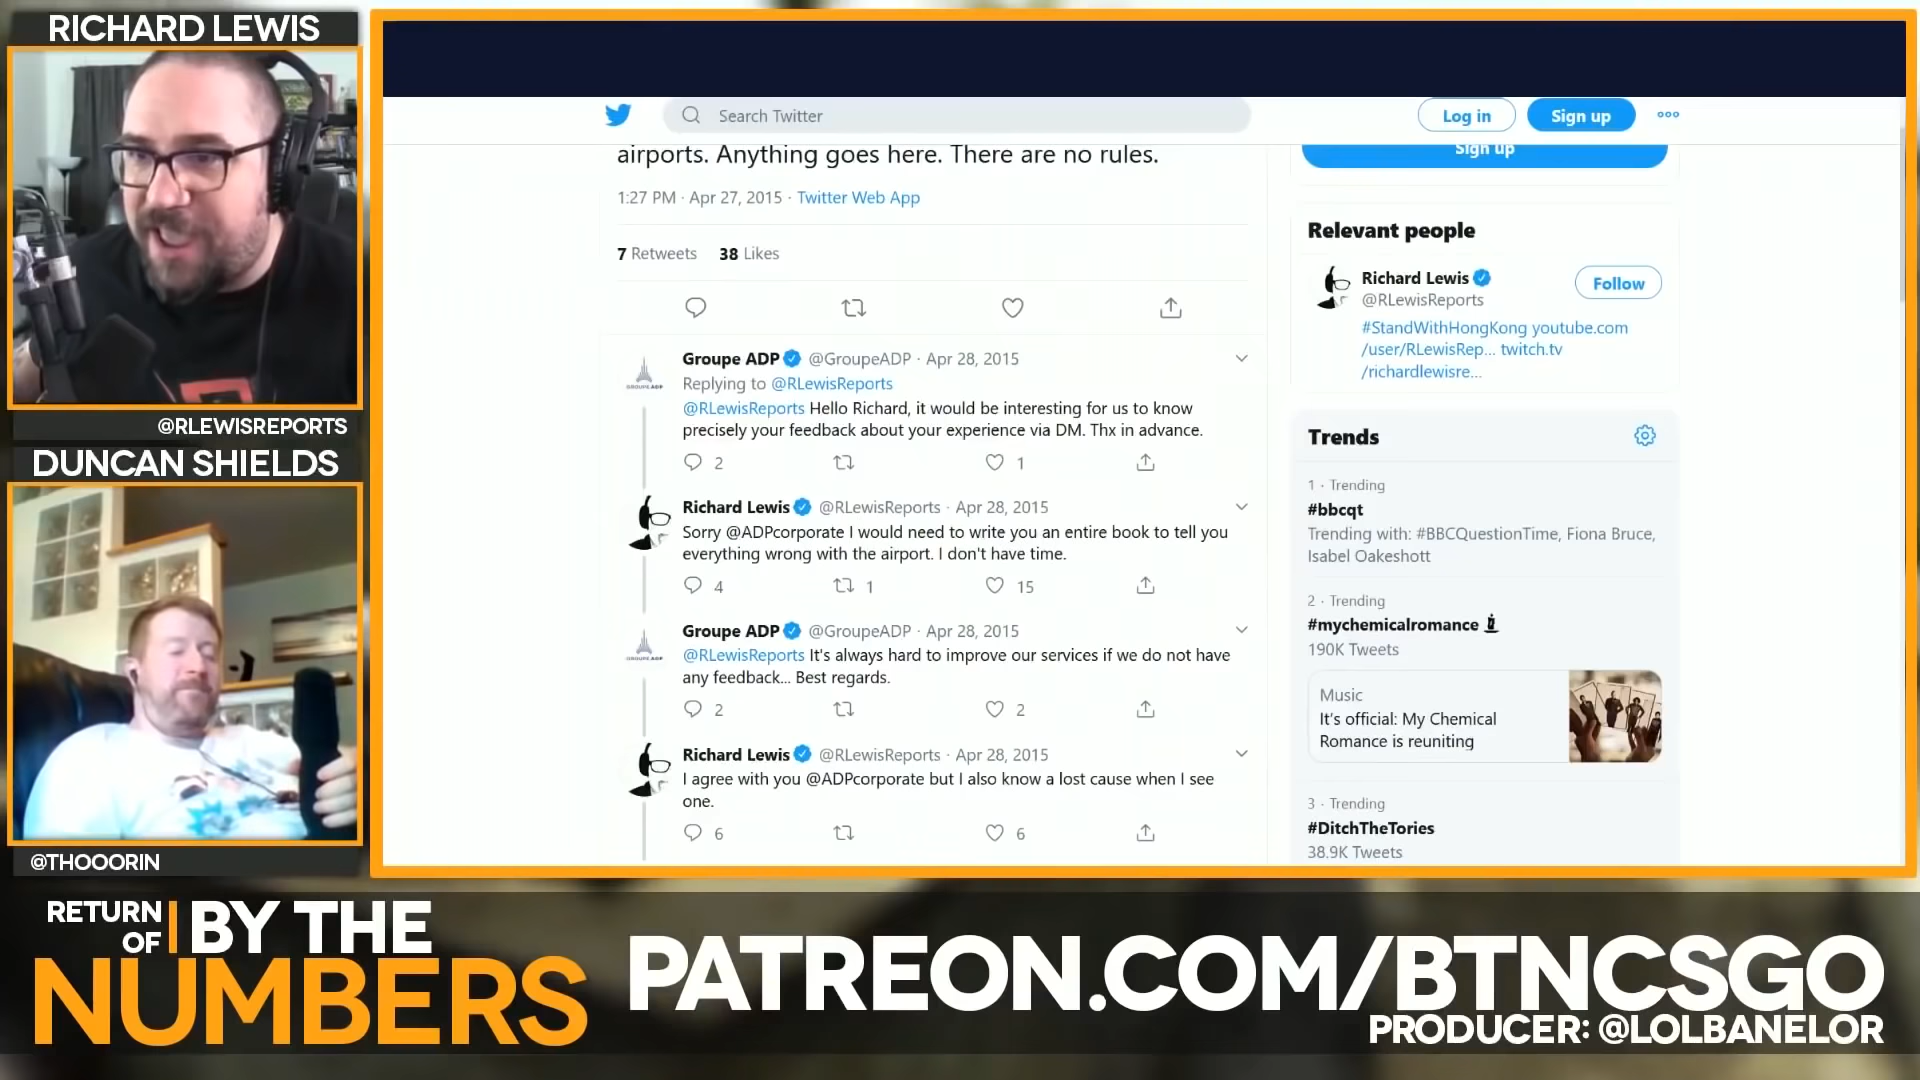 RICHARD LEWIS
@RLEWISREPORTS
DUNCAN SHIELDS
@THOOORIN
Search Twitter
Log in
Sign up
airports. Anything goes here. There are no rules.
1:27 PM · Apr 27, 2015 · Twitter Web App
7 Retweets 38 Likes
Groupe ADP @GroupeADP · Apr 28, 2015
Replying to @RLewisReports
@RLewisReports Hello Richard, it would be interesting for us to know
precisely your feedback about your experience via DM. Thx in advance.
2 1
Richard Lewis @RLewisReports · Apr 28, 2015
Sorry @ADPcorporate I would need to write you an entire book to tell you
everything wrong with the airport. I don't have time.
4 1 15
Groupe ADP @GroupeADP · Apr 28, 2015
@RLewisReports It's always hard to improve our services if we do not have
any feedback... Best regards.
2 2
Richard Lewis @RLewisReports · Apr 28, 2015
I agree with you @ADPcorporate but I also know a lost cause when I see
one.
6 6
GROUPE ADP
GROUPE ADP
Sign up
Relevant people
Richard Lewis
@RLewisReports
Follow
#StandWithHongKong youtube.com
/user/RLewisRep... twitch.tv
/richardlewisre...
Trends
1 · Trending
#bbcqt
Trending with: #BBCQuestionTime, Fiona Bruce,
Isabel Oakeshott
2 · Trending
#mychemicalromance
190K Tweets
Music
It's official: My Chemical
Romance is reuniting
3 · Trending
#DitchTheTories
38.9K Tweets
RETURN
OF
BY THE
NUMBERS
PATREON.COM/BTNCSGO
PRODUCER: @LOLBANELOR